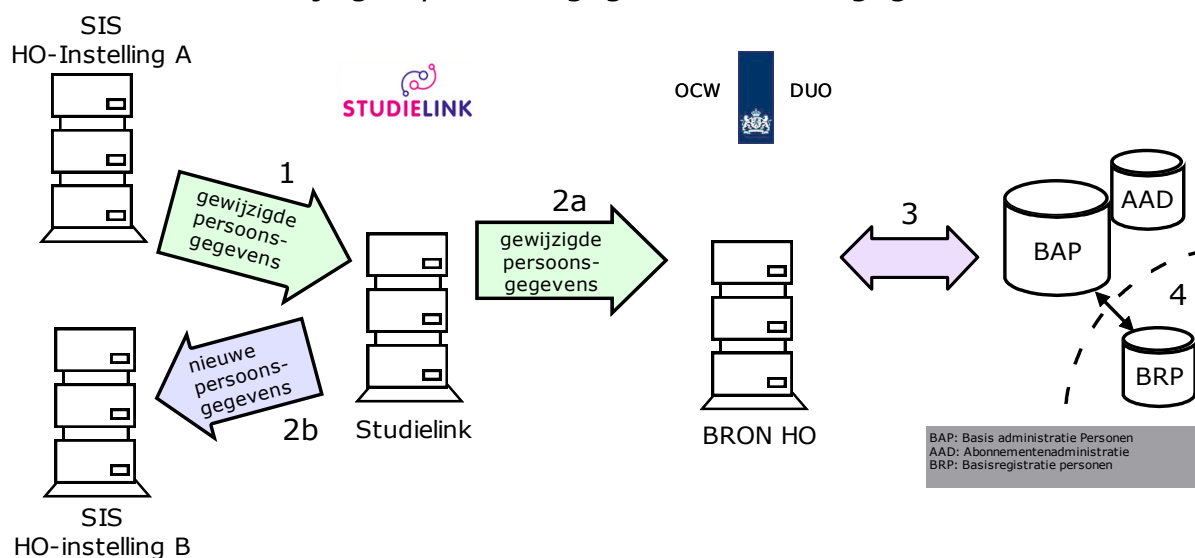 SIS
HO-Instelling A
STUDIELINK
OCW
DUO
1
gewijzigde
persoons-
gegevens
2a
gewijzigde
persoons-
gegevens
3
AAD
BAP
4
BRP
nieuwe
persoons-
gegevens
2b
Studielink
BRON HO
BAP: Basis administratie Personen
AAD: Abonnementenadministratie
BRP: Basisregistratie personen
SIS
HO-instelling B